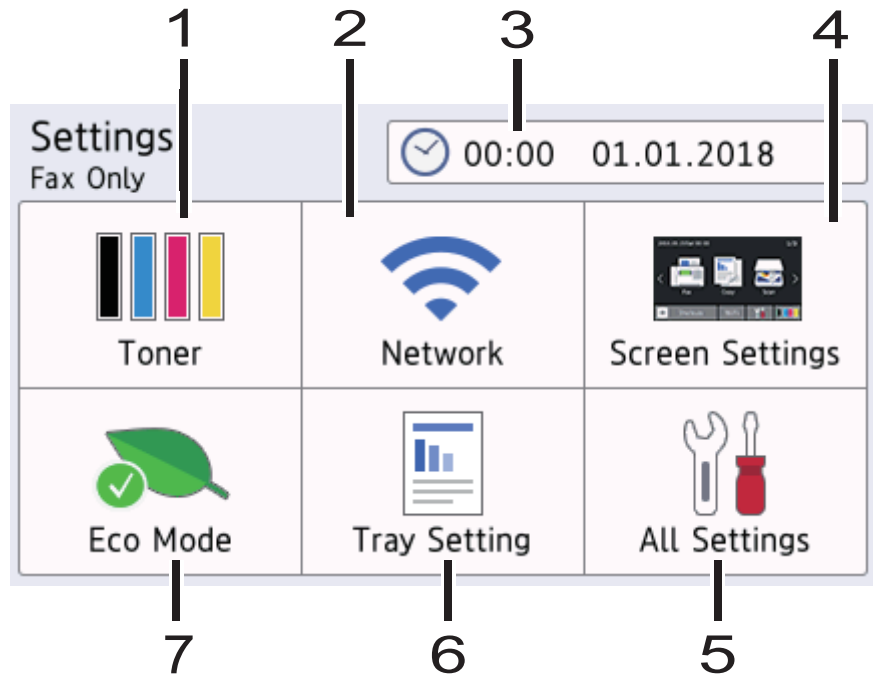 1 2 3 4
Settings
Fax Only
00:00 01.01.2018
Toner Network Screen Settings
Eco Mode Tray Setting All Settings
7 6 5